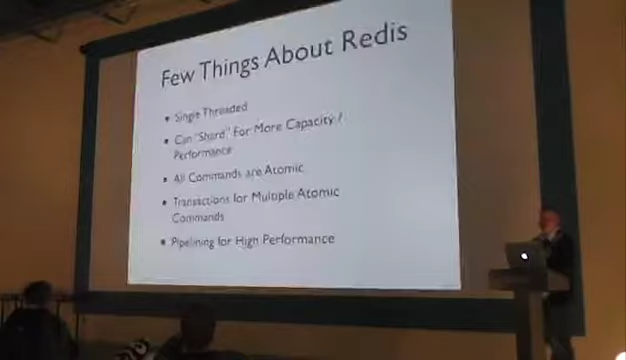 Few Things About Redis
• Single Threaded
• Can "Shard" For More Capacity /
Performance
• All Commands are Atomic
• Transactions for Multiple Atomic
Commands
• Pipelining for High Performance